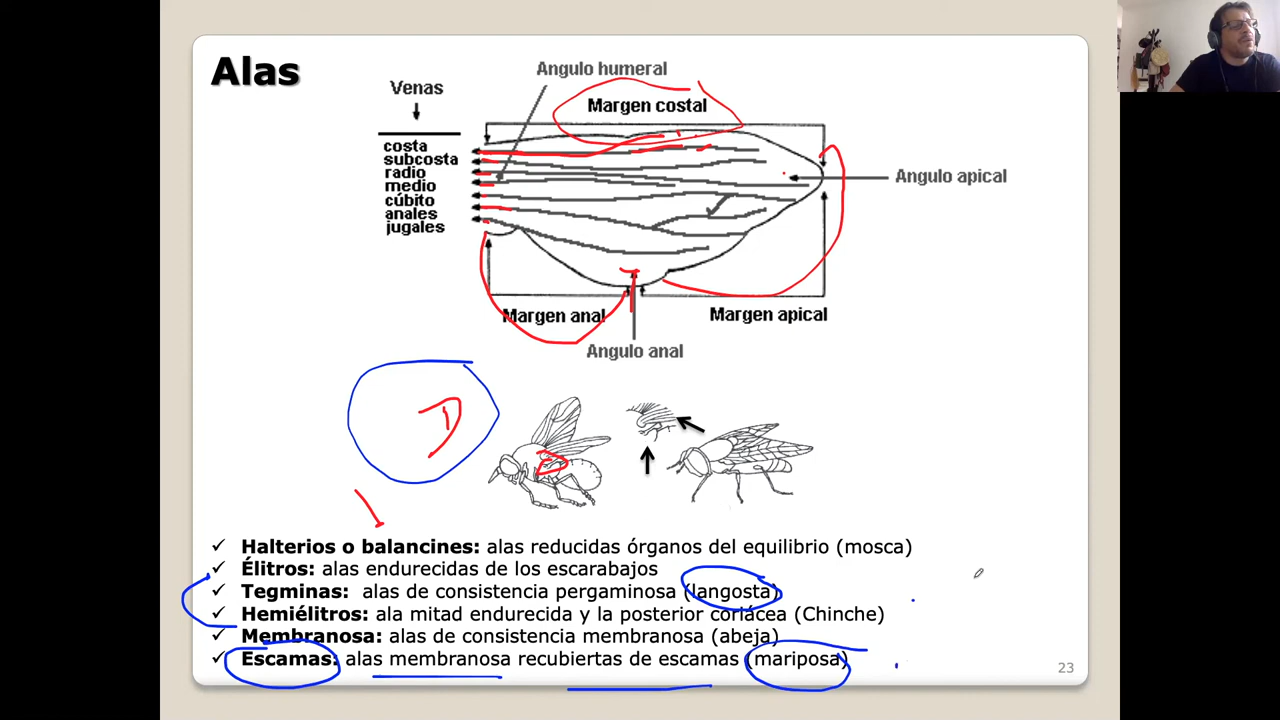 Alas
Angulo humeral
Venas
Margen costal
costa
subcosta
radio
medio
cúbito
anales
jugales
Angulo apical
Margen anal
Margen apical
Angulo anal
✓ Halterios o balancines: alas reducidas órganos del equilibrio (mosca)
✓ Élitros: alas endurecidas de los escarabajos
✓ Tegminas: alas de consistencia pergaminosa (langosta)
✓ Hemiélitros: ala mitad endurecida y la posterior coriácea (Chinche)
✓ Membranosa: alas de consistencia membranosa (abeja)
✓ Escamas: alas membranosa recubiertas de escamas (mariposa)
23